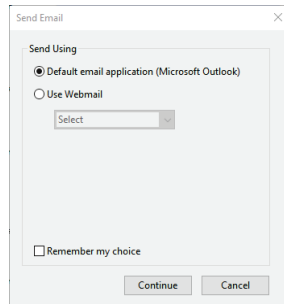 Send Email
Send Using
Default email application (Microsoft Outlook)
Use Webmail
Select
Remember my choice
Continue Cancel